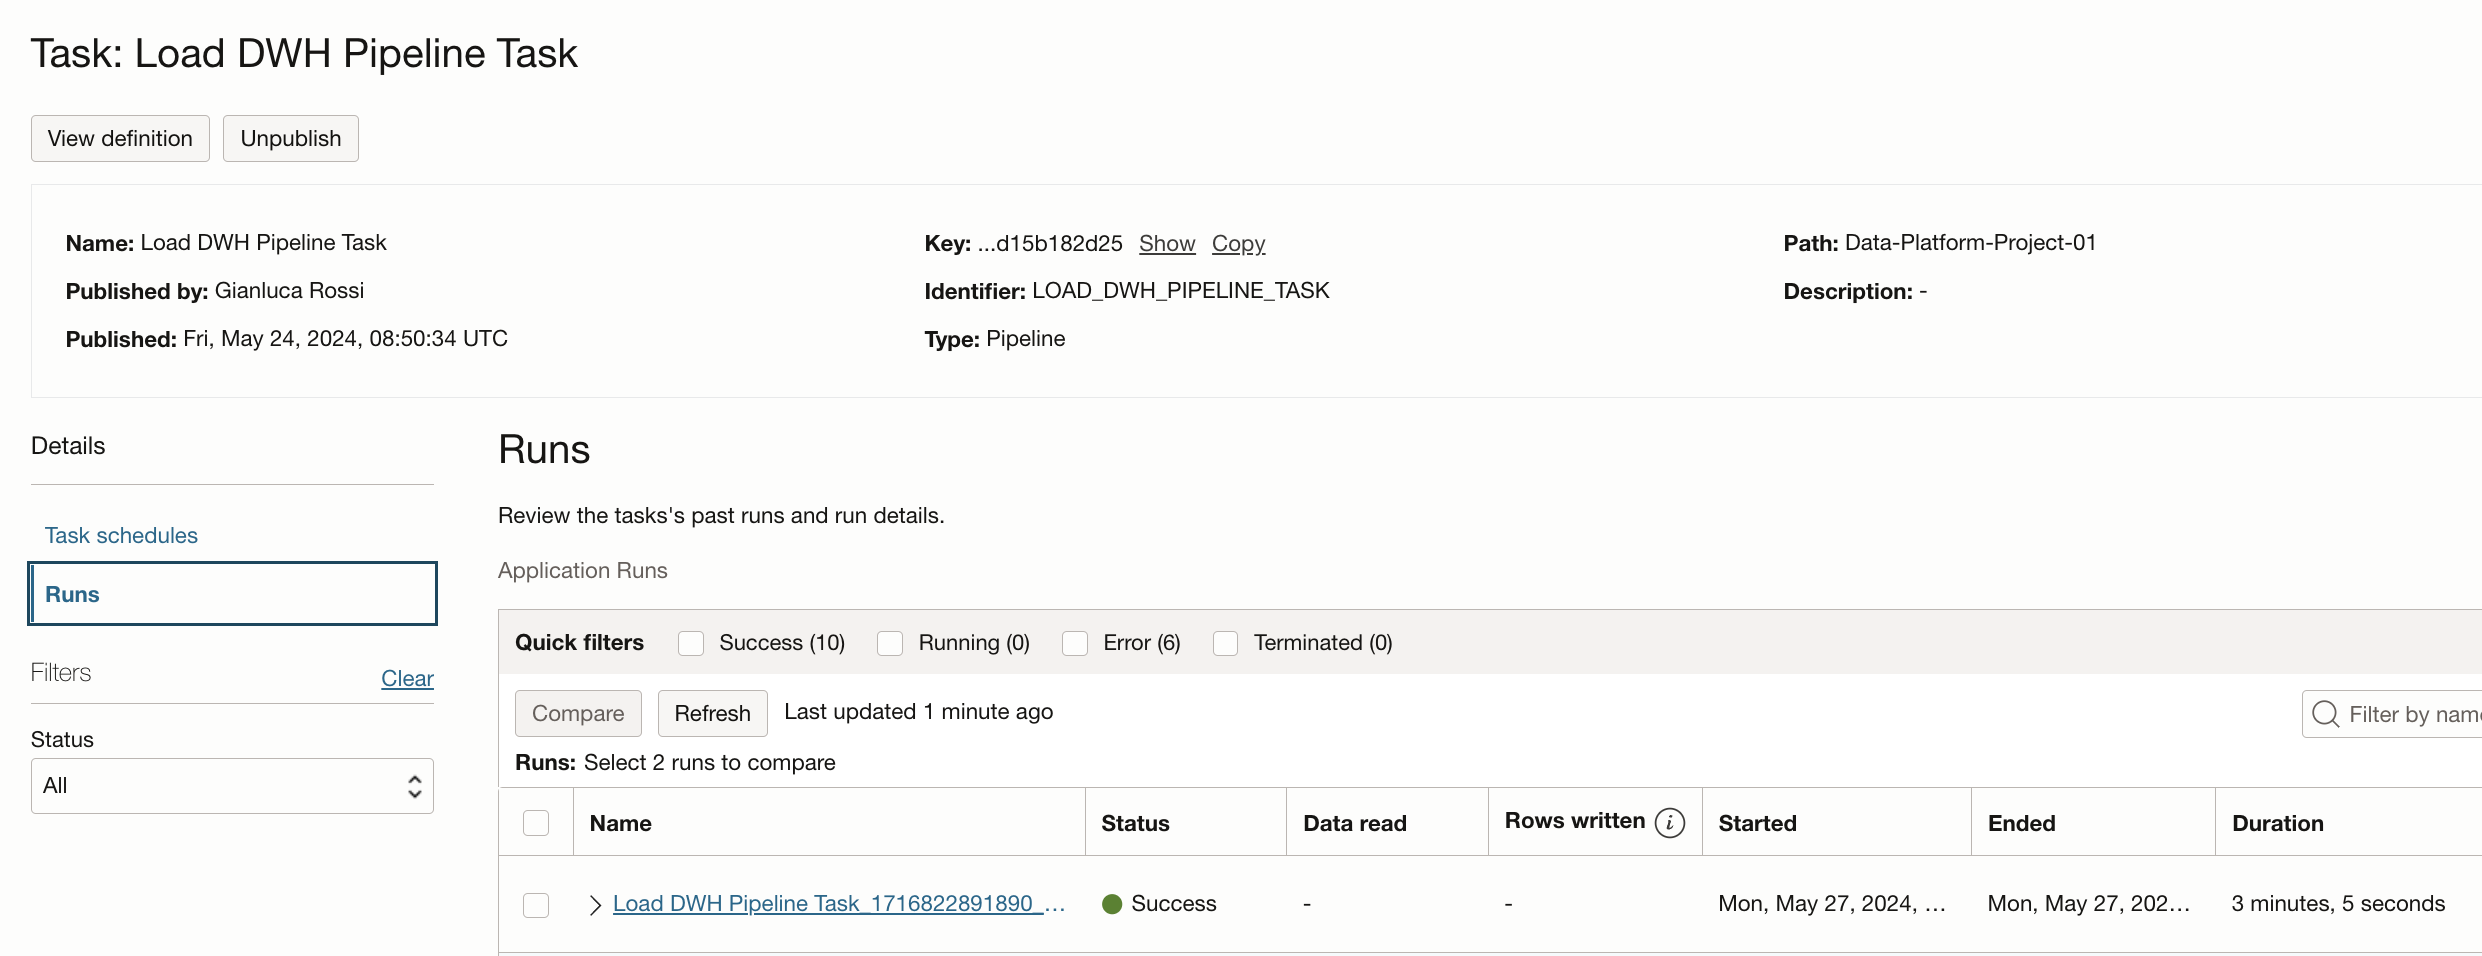 Task: Load DWH Pipeline Task
View definition Unpublish
Name: Load DWH Pipeline Task
Published by: Gianluca Rossi
Published: Fri, May 24, 2024, 08:50:34 UTC
Key: ...d15b182d25 Show Copy
Identifier: LOAD_DWH_PIPELINE_TASK
Type: Pipeline
Path: Data-Platform-Project-01
Description: -
Details
Task schedules
Runs
Filters Clear
Status
All
Runs
Review the tasks's past runs and run details.
Application Runs
Quick filters Success (10) Running (0) Error (6) Terminated (0)
Compare Refresh Last updated 1 minute ago Filter by name
Runs: Select 2 runs to compare
Name Status Data read Rows written i Started Ended Duration
Load DWH Pipeline Task_1716822891890_... Success - - Mon, May 27, 2024, ... Mon, May 27, 202... 3 minutes, 5 seconds